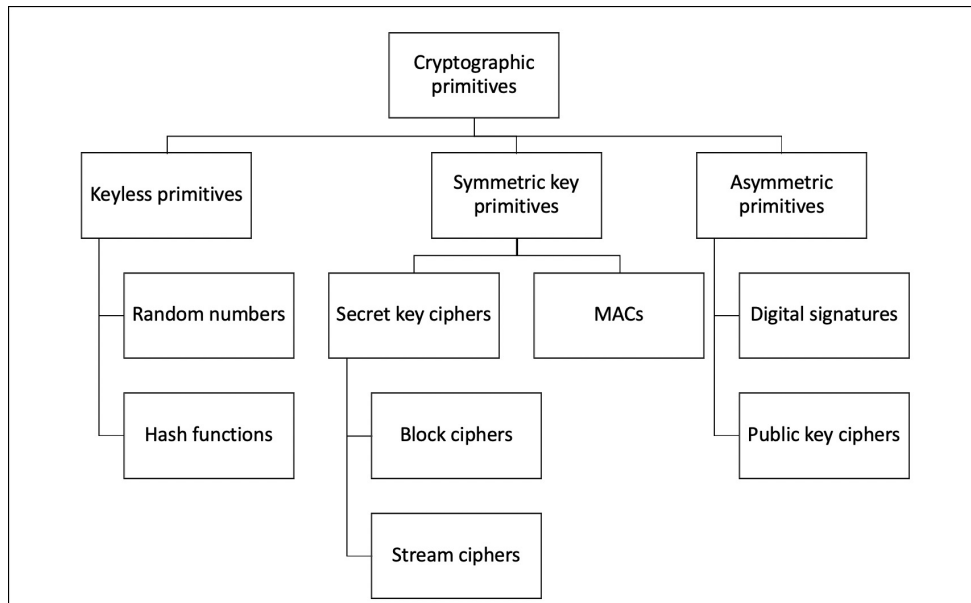 Cryptographic
primitives
Keyless primitives
Symmetric key
primitives
Asymmetric
primitives
Random numbers
Secret key ciphers
MACs
Digital signatures
Hash functions
Block ciphers
Public key ciphers
Stream ciphers